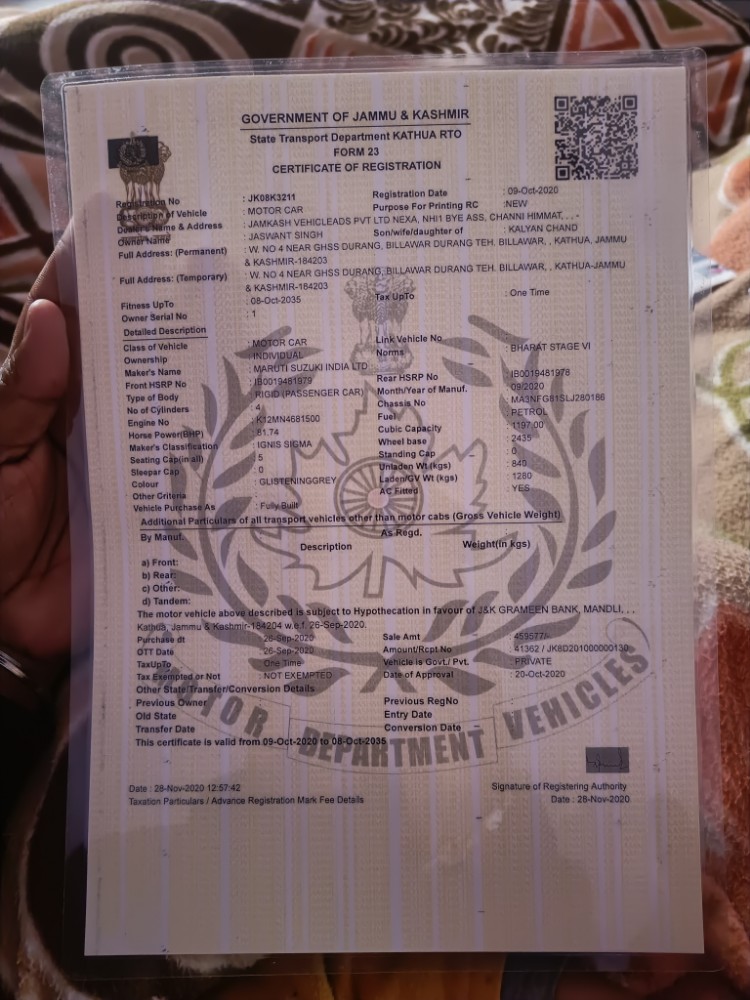 GOVERNMENT OF JAMMU & KASHMIR
State Transport Department KATHUA RTO
FORM 23
CERTIFICATE OF REGISTRATION
Registration No : JK08K3211 Registration Date : 09-Oct-2020
Description of Vehicle : MOTOR CAR Purpose For Printing RC : NEW
Dealer's Name & Address : JAMKASH VEHICLEADS PVT LTD NEXA, NHI1 BYE ASS, CHANNI HIMMAT, , , -
Owner Name : JASWANT SINGH Son/wife/daughter of : KALYAN CHAND
Full Address: (Permanent) : W. NO 4 NEAR GHSS DURANG, BILLAWAR DURANG TEH. BILLAWAR, , KATHUA, JAMMU
& KASHMIR-184203
Full Address: (Temporary) : W. NO 4 NEAR GHSS DURANG, BILLAWAR DURANG TEH. BILLAWAR, , KATHUA-JAMMU
& KASHMIR-184203
Fitness UpTo : 08-Oct-2035 Tax UpTo : One Time
Owner Serial No : 1
Detailed Description
Class of Vehicle : MOTOR CAR Link Vehicle No
Ownership : INDIVIDUAL Norms : BHARAT STAGE VI
Maker's Name : MARUTI SUZUKI INDIA LTD
Front HSRP No : IB0019481979 Rear HSRP No : IB0019481978
Type of Body : RIGID (PASSENGER CAR) Month/Year of Manuf. : 09/2020
No of Cylinders : 4 Chassis No : MA3NFG81SLJ280186
Engine No : K12MN4681500 Fuel : PETROL
Horse Power(BHP) : 81.74 Cubic Capacity : 1197.00
Maker's Classification : IGNIS SIGMA Wheel base : 2435
Seating Cap(in all) : 5 Standing Cap : 0
Sleepar Cap : 0 Unladen Wt (kgs) : 840
Colour : GLISTENINGGREY Laden/GV Wt (kgs) : 1280
Other Criteria AC Fitted : YES
Vehicle Purchase As : Fully Built
Additional Particulars of all transport vehicles other than motor cabs (Gross Vehicle Weight)
By Manuf. As Regd.
Description Weight(in kgs)
a) Front:
b) Rear:
c) Other:
d) Tandem:
The motor vehicle above described is subject to Hypothecation in favour of J&K GRAMEEN BANK, MANDLI, , ,
Kathua, Jammu & Kashmir-184204 w.e.f. 26-Sep-2020.
Purchase dt : 26-Sep-2020 Sale Amt : 459577/-
OTT Date : 26-Sep-2020 Amount/Rcpt No : 41362 / JK8D201000000130
TaxUpTo : One Time Vehicle is Govt./ Pvt. : PRIVATE
Tax Exempted or Not : NOT EXEMPTED Date of Approval : 20-Oct-2020
Other State/Transfer/Conversion Details
Previous Owner Previous RegNo
Old State Entry Date
Transfer Date Conversion Date
This certificate is valid from 09-Oct-2020 to 08-Oct-2035
MOTOR DEPARTMENT VEHICLES
Date : 28-Nov-2020 12:57:42 Signature of Registering Authority
Taxation Particulars / Advance Registration Mark Fee Details Date : 28-Nov-2020